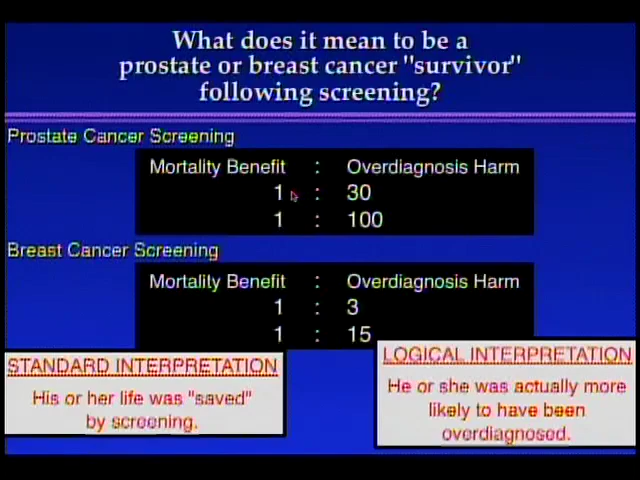 What does it mean to be a
prostate or breast cancer "survivor"
following screening?
Prostate Cancer Screening
Mortality Benefit : Overdiagnosis Harm
1 : 30
1 : 100
Breast Cancer Screening
Mortality Benefit : Overdiagnosis Harm
1 : 3
1 : 15
STANDARD INTERPRETATION
His or her life was "saved"
by screening.
LOGICAL INTERPRETATION
He or she was actually more
likely to have been
overdiagnosed.